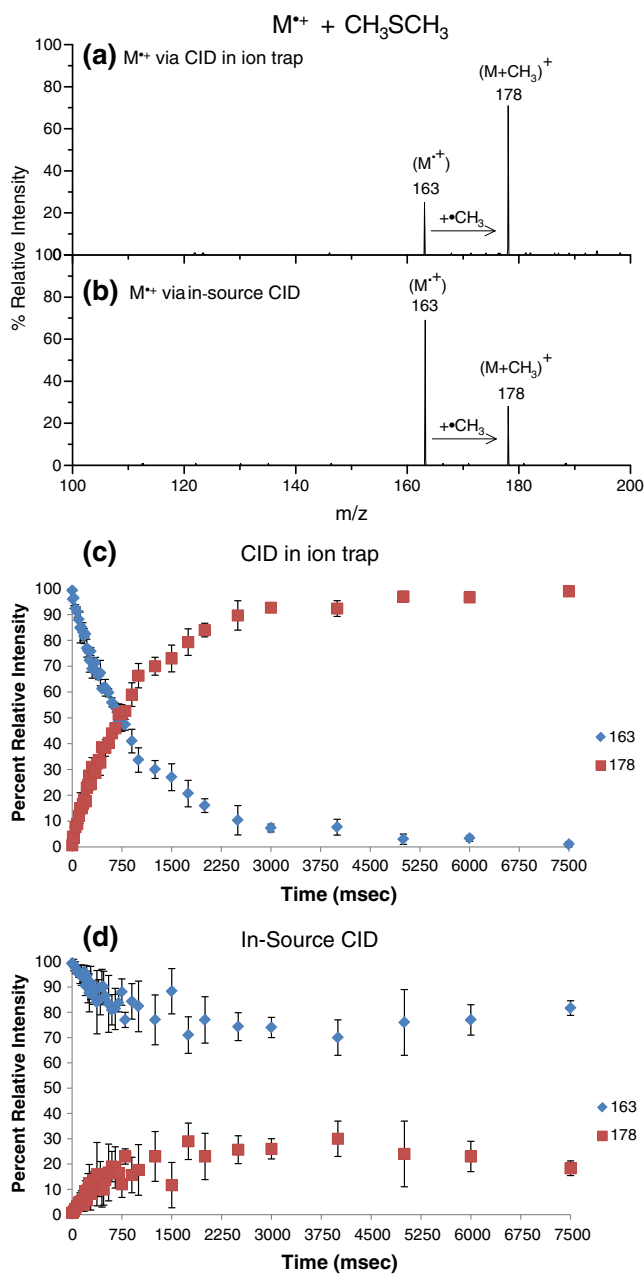 M•+ + CH3SCH3
(a) M•+ via CID in ion trap
(M+CH3)+
178
(M•+)
163
+•CH3
100
80
60
40
20
0
% Relative Intensity
(b) M•+ via in-source CID
(M•+)
163
(M+CH3)+
178
+•CH3
100
80
60
40
20
0
100 120 140 160 180 200
m/z
(c) CID in ion trap
100
90
80
70
60
50
40
30
20
10
0
Percent Relative Intensity
163
178
0 750 1500 2250 3000 3750 4500 5250 6000 6750 7500
Time (msec)
(d) In-Source CID
100
90
80
70
60
50
40
30
20
10
0
Percent Relative Intensity
163
178
0 750 1500 2250 3000 3750 4500 5250 6000 6750 7500
Time (msec)